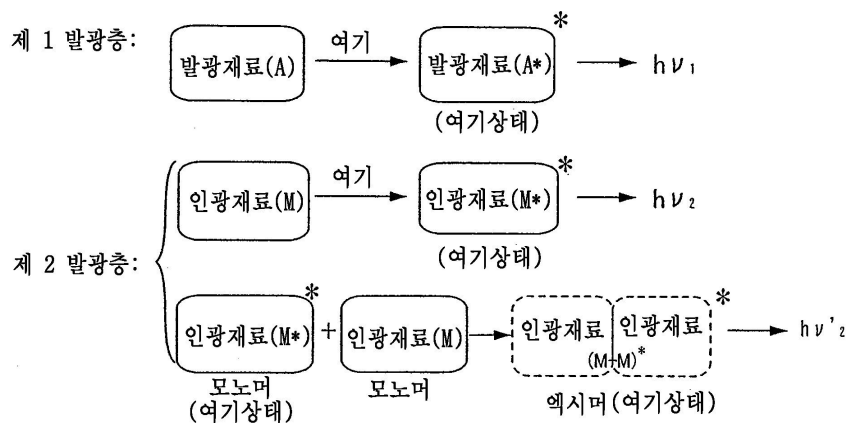 제 1 발광층:
발광재료(A)
여기
발광재료(A*)
*
hν₁
(여기상태)
인광재료(M)
여기
인광재료(M*)
*
hν₂
(여기상태)
제 2 발광층:
인광재료(M*)
*
+
인광재료(M)
인광재료
인광재료
*
(M-M)*
hν'₂
모노머
(여기상태)
모노머
엑시머(여기상태)